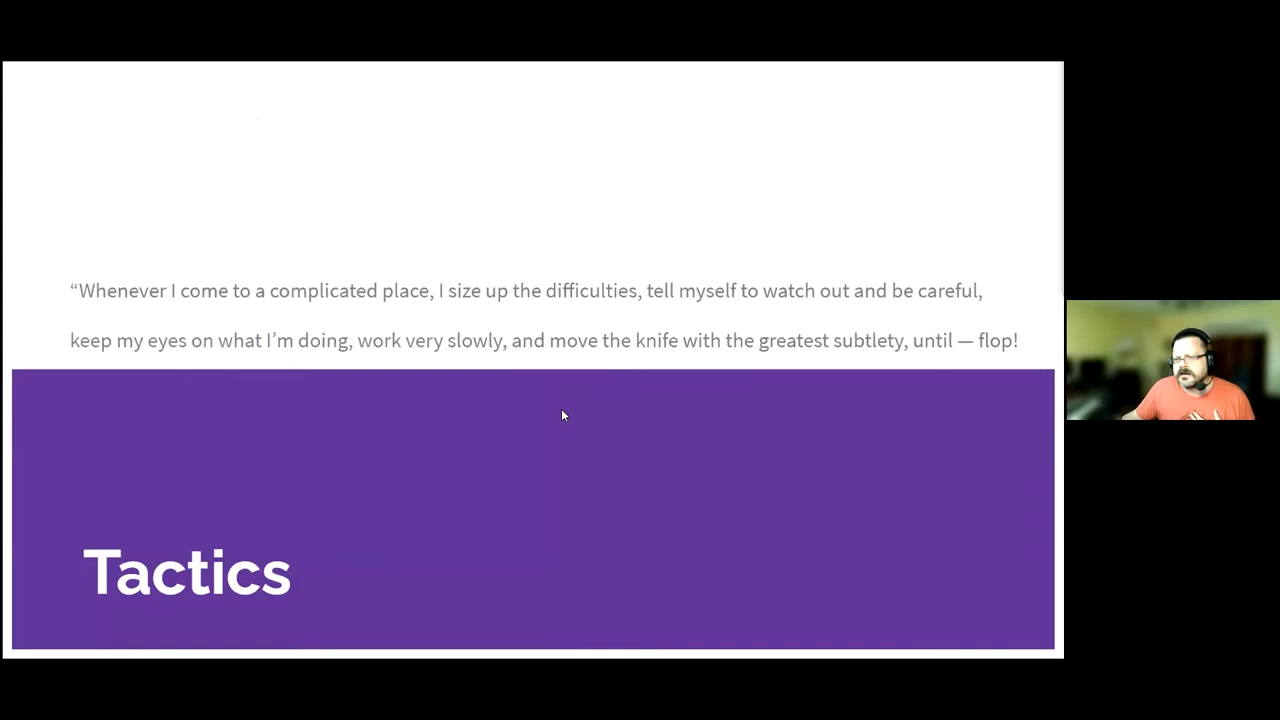 “Whenever I come to a complicated place, I size up the difficulties, tell myself to watch out and be careful,
keep my eyes on what I’m doing, work very slowly, and move the knife with the greatest subtlety, until — flop!
Tactics